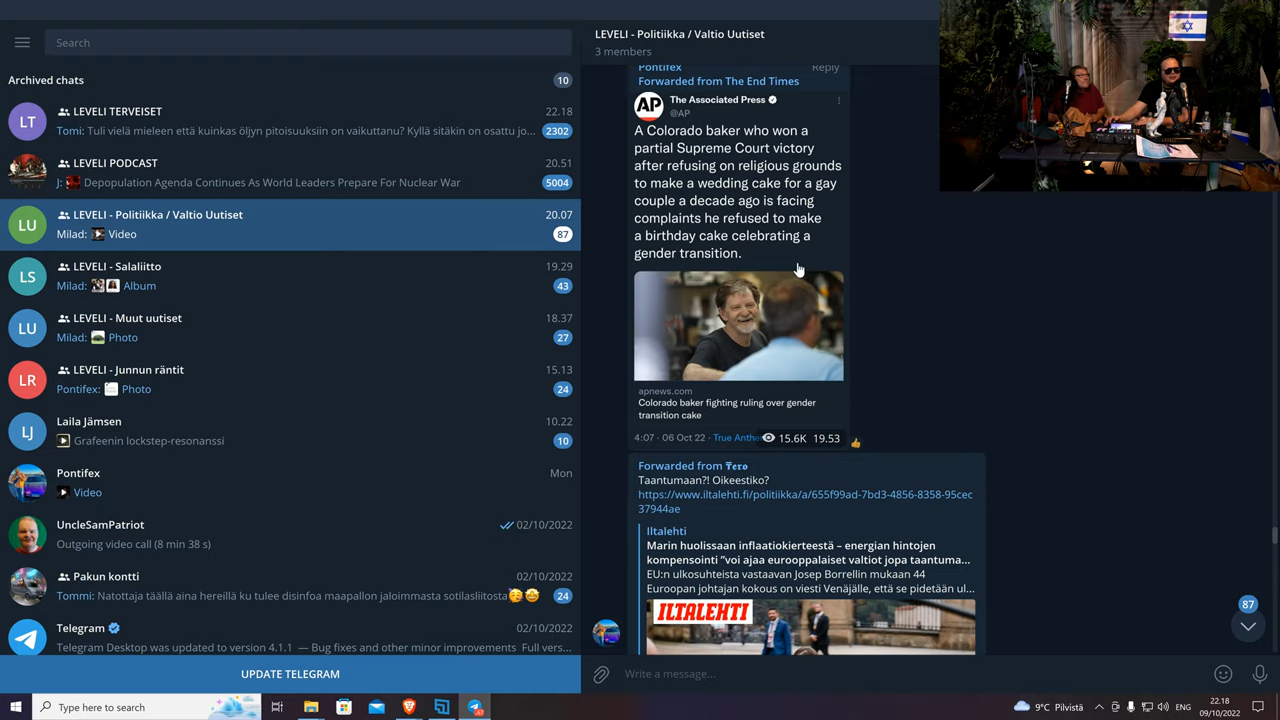 Search
Archived chats
10
LT
LEVELI TERVEISET
22.18
Tomi: Tuli vielä mieleen että kuinkas öljyn pitoisuuksiin on vaikuttanu? Kyllä sitäkin on osattu jo...
2302
LEVELI PODCAST
20.51
J: Depopulation Agenda Continues As World Leaders Prepare For Nuclear War
5004
LU
LEVELI - Politiikka / Valtio Uutiset
20.07
Milad: Video
87
LS
LEVELI - Salaliitto
19.29
Milad: Album
43
LU
LEVELI - Muut uutiset
18.37
Milad: Photo
27
LR
LEVELI - Junnun räntit
15.13
Pontifex: Photo
24
LJ
Laila Jämsen
10.22
Grafeenin lockstep-resonanssi
10
Pontifex
Mon
Video
UncleSamPatriot
02/10/2022
Outgoing video call (8 min 38 s)
Pakun kontti
02/10/2022
Tommi: Natottaja täällä aina hereillä ku tulee disinfoa maapallon jaloimmasta sotilasliitosta🥳🤩
24
Telegram
02/10/2022
Telegram Desktop was updated to version 4.1.1 — Bug fixes and other minor improvements Full vers...
UPDATE TELEGRAM
LEVELI - Politiikka / Valtio Uutiset
3 members
Pontifex
Reply
Forwarded from The End Times
AP
The Associated Press
@AP
A Colorado baker who won a
partial Supreme Court victory
after refusing on religious grounds
to make a wedding cake for a gay
couple a decade ago is facing
complaints he refused to make
a birthday cake celebrating a
gender transition.
apnews.com
Colorado baker fighting ruling over gender
transition cake
4:07 · 06 Oct 22 · True Anthe
15.6K 19.53
👍
Forwarded from Tero
Taantumaan?! Oikeestiko?
https://www.iltalehti.fi/politiikka/a/655f99ad-7bd3-4856-8358-95cec
37944ae
Iltalehti
Marin huolissaan inflaatiokierteestä – energian hintojen
kompensointi ”voi ajaa eurooppalaiset valtiot jopa taantuma...
EU:n ulkosuhteista vastaavan Josep Borrellin mukaan 44
Euroopan johtajan kokous on viesti Venäjälle, että se pidetään ul...
ILTALEHTI
87
Write a message...
Type here to search
9°C Pilvistä
ENG
22.18
09/10/2022